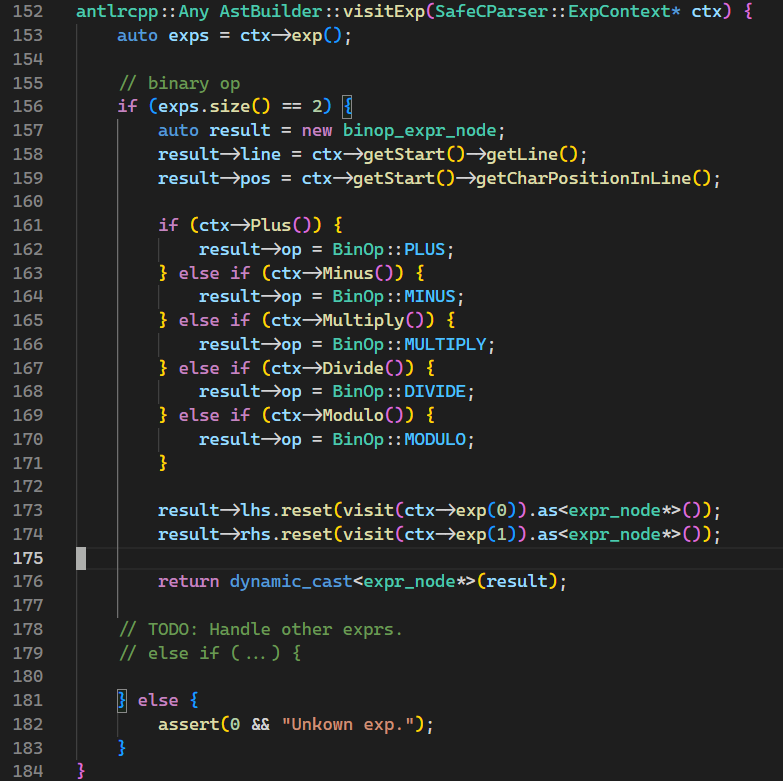 152 antlrcpp::Any AstBuilder::visitExp(SafeCParser::ExpContext* ctx) {
153     auto exps = ctx->exp();
154
155     // binary op
156     if (exps.size() == 2) {
157         auto result = new binop_expr_node;
158         result->line = ctx->getStart()->getLine();
159         result->pos = ctx->getStart()->getCharPositionInLine();
160
161         if (ctx->Plus()) {
162             result->op = BinOp::PLUS;
163         } else if (ctx->Minus()) {
164             result->op = BinOp::MINUS;
165         } else if (ctx->Multiply()) {
166             result->op = BinOp::MULTIPLY;
167         } else if (ctx->Divide()) {
168             result->op = BinOp::DIVIDE;
169         } else if (ctx->Modulo()) {
170             result->op = BinOp::MODULO;
171         }
172
173         result->lhs.reset(visit(ctx->exp(0)).as<expr_node*>());
174         result->rhs.reset(visit(ctx->exp(1)).as<expr_node*>());
175
176         return dynamic_cast<expr_node*>(result);
177
178     // TODO: Handle other exprs.
179     // else if (...) {
180
181     } else {
182         assert(0 && "Unkown exp.");
183     }
184 }